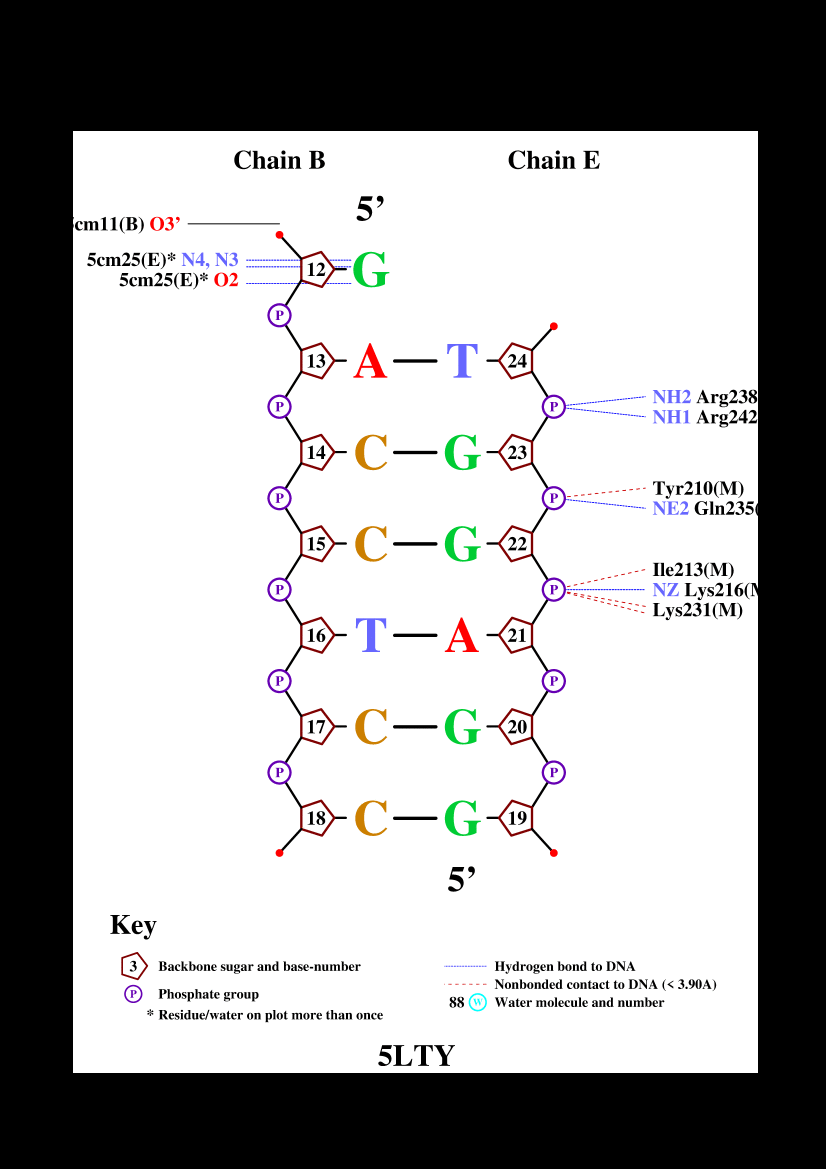 Chain B Chain E
5’
5cm11(B) O3’
5cm25(E)* N4, N3
12 G
5cm25(E)* O2
P
13 A T 24
NH2 Arg238
P P
NH1 Arg242
14 C G 23
Tyr210(M)
P P
NE2 Gln235(
15 C G 22
Ile213(M)
P P NZ Lys216(M
Lys231(M)
16 T A 21
P P
17 C G 20
P P
18 C G 19
5’
Key
3 Backbone sugar and base-number
P Phosphate group
* Residue/water on plot more than once
Hydrogen bond to DNA
Nonbonded contact to DNA (< 3.90A)
88 W Water molecule and number
5LTY